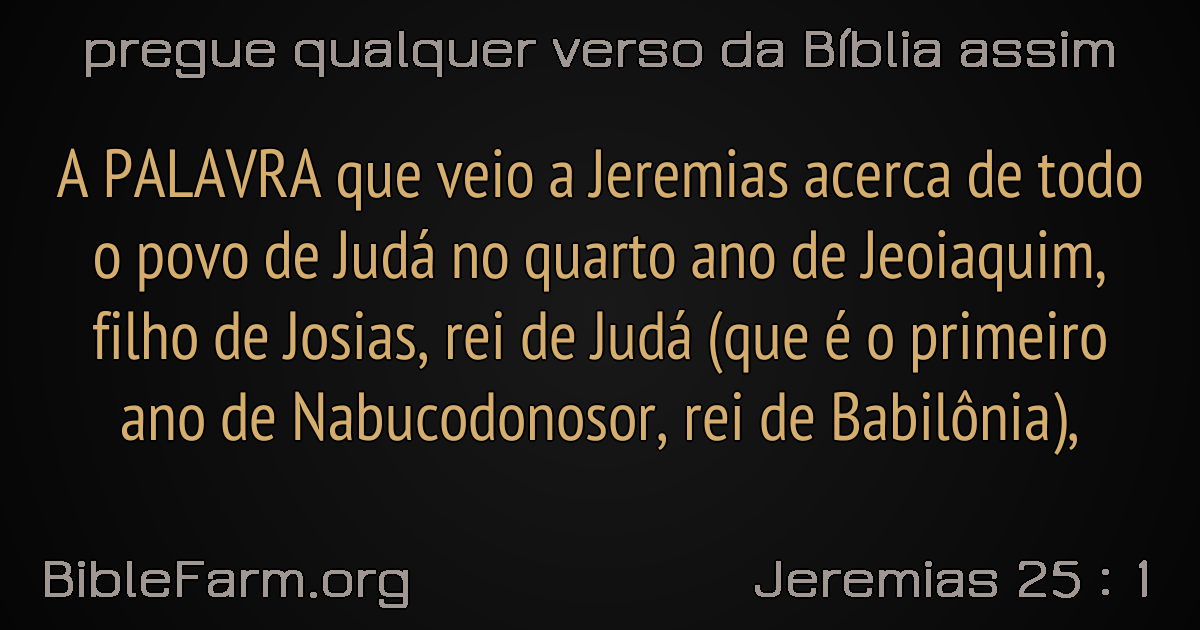 pregue qualquer verso da Bíblia assim
A PALAVRA que veio a Jeremias acerca de todo
o povo de Judá no quarto ano de Jeoiaquim,
filho de Josias, rei de Judá (que é o primeiro
ano de Nabucodonosor, rei de Babilônia),
BibleFarm.org
Jeremias 25 : 1